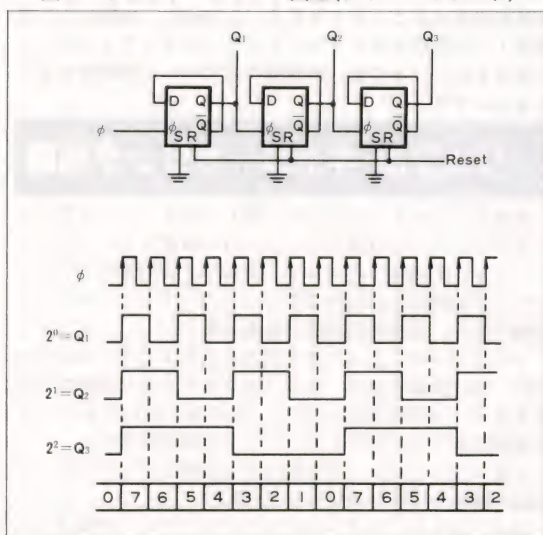 Q₁ Q₂ Q₃
D Q D Q D Q
φ φ Q̅ φ Q̅ φ Q̅
S R S R S R
Reset
φ
2⁰=Q₁
2¹=Q₂
2²=Q₃
0 7 6 5 4 3 2 1 0 7 6 5 4 3 2